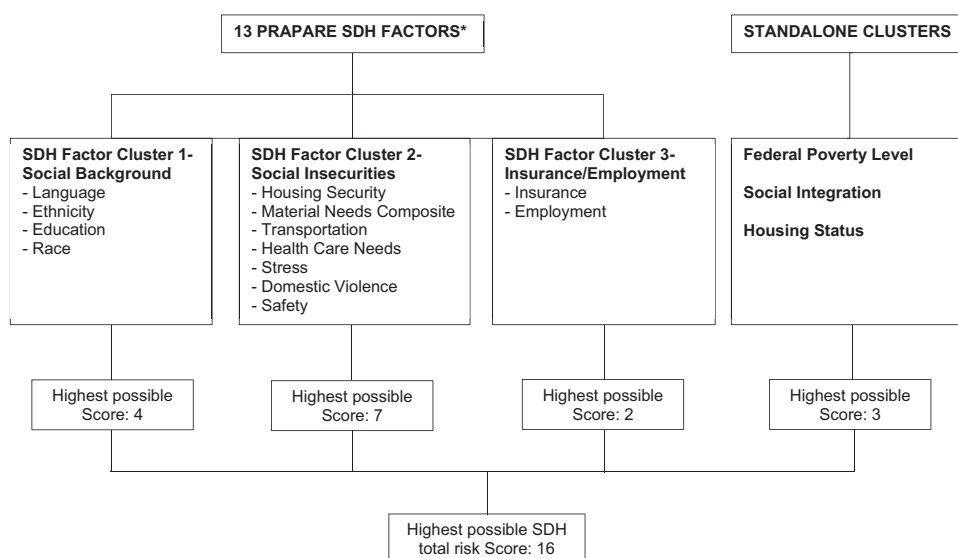 13 PRAPARE SDH FACTORS*
STANDALONE CLUSTERS
SDH Factor Cluster 1-
Social Background
- Language
- Ethnicity
- Education
- Race
SDH Factor Cluster 2-
Social Insecurities
- Housing Security
- Material Needs Composite
- Transportation
- Health Care Needs
- Stress
- Domestic Violence
- Safety
SDH Factor Cluster 3-
Insurance/Employment
- Insurance
- Employment
Federal Poverty Level
Social Integration
Housing Status
Highest possible
Score: 4
Highest possible
Score: 7
Highest possible
Score: 2
Highest possible
Score: 3
Highest possible SDH
total risk Score: 16